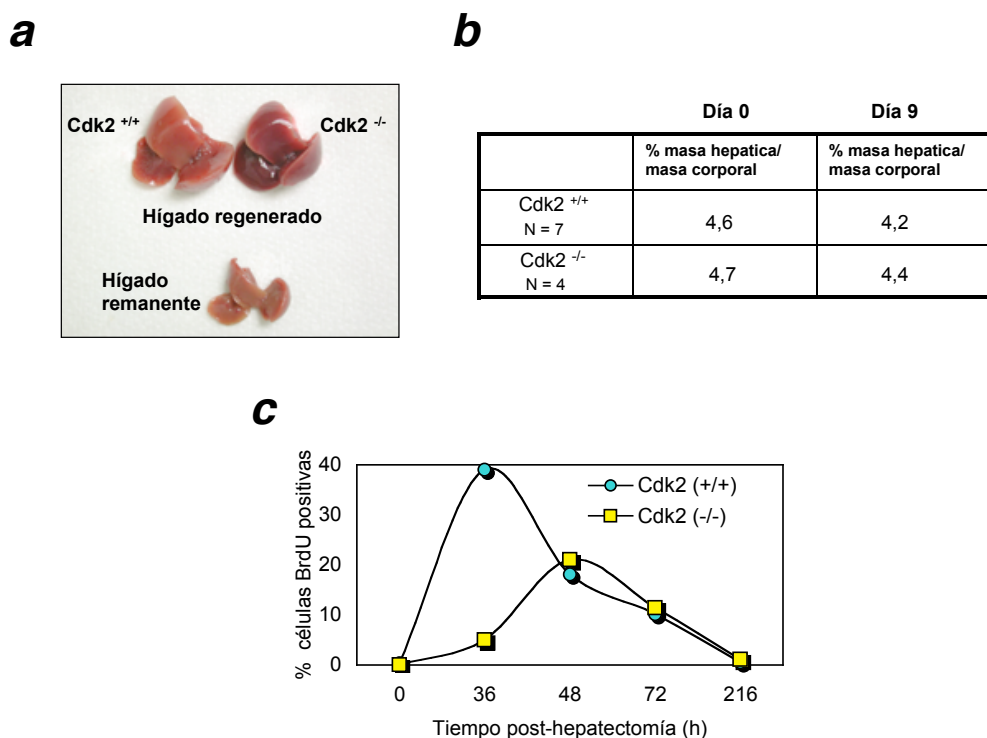 a
Cdk2 +/+
Cdk2 -/-
Hígado regenerado
Hígado
remanente
b
Día 0
Día 9
% masa hepatica/
masa corporal
% masa hepatica/
masa corporal
Cdk2 +/+
N = 7
4,6
4,2
Cdk2 -/-
N = 4
4,7
4,4
c
% células BrdU positivas
40
30
20
10
0
Cdk2 (+/+)
Cdk2 (-/-)
0 36 48 72 216
Tiempo post-hepatectomía (h)